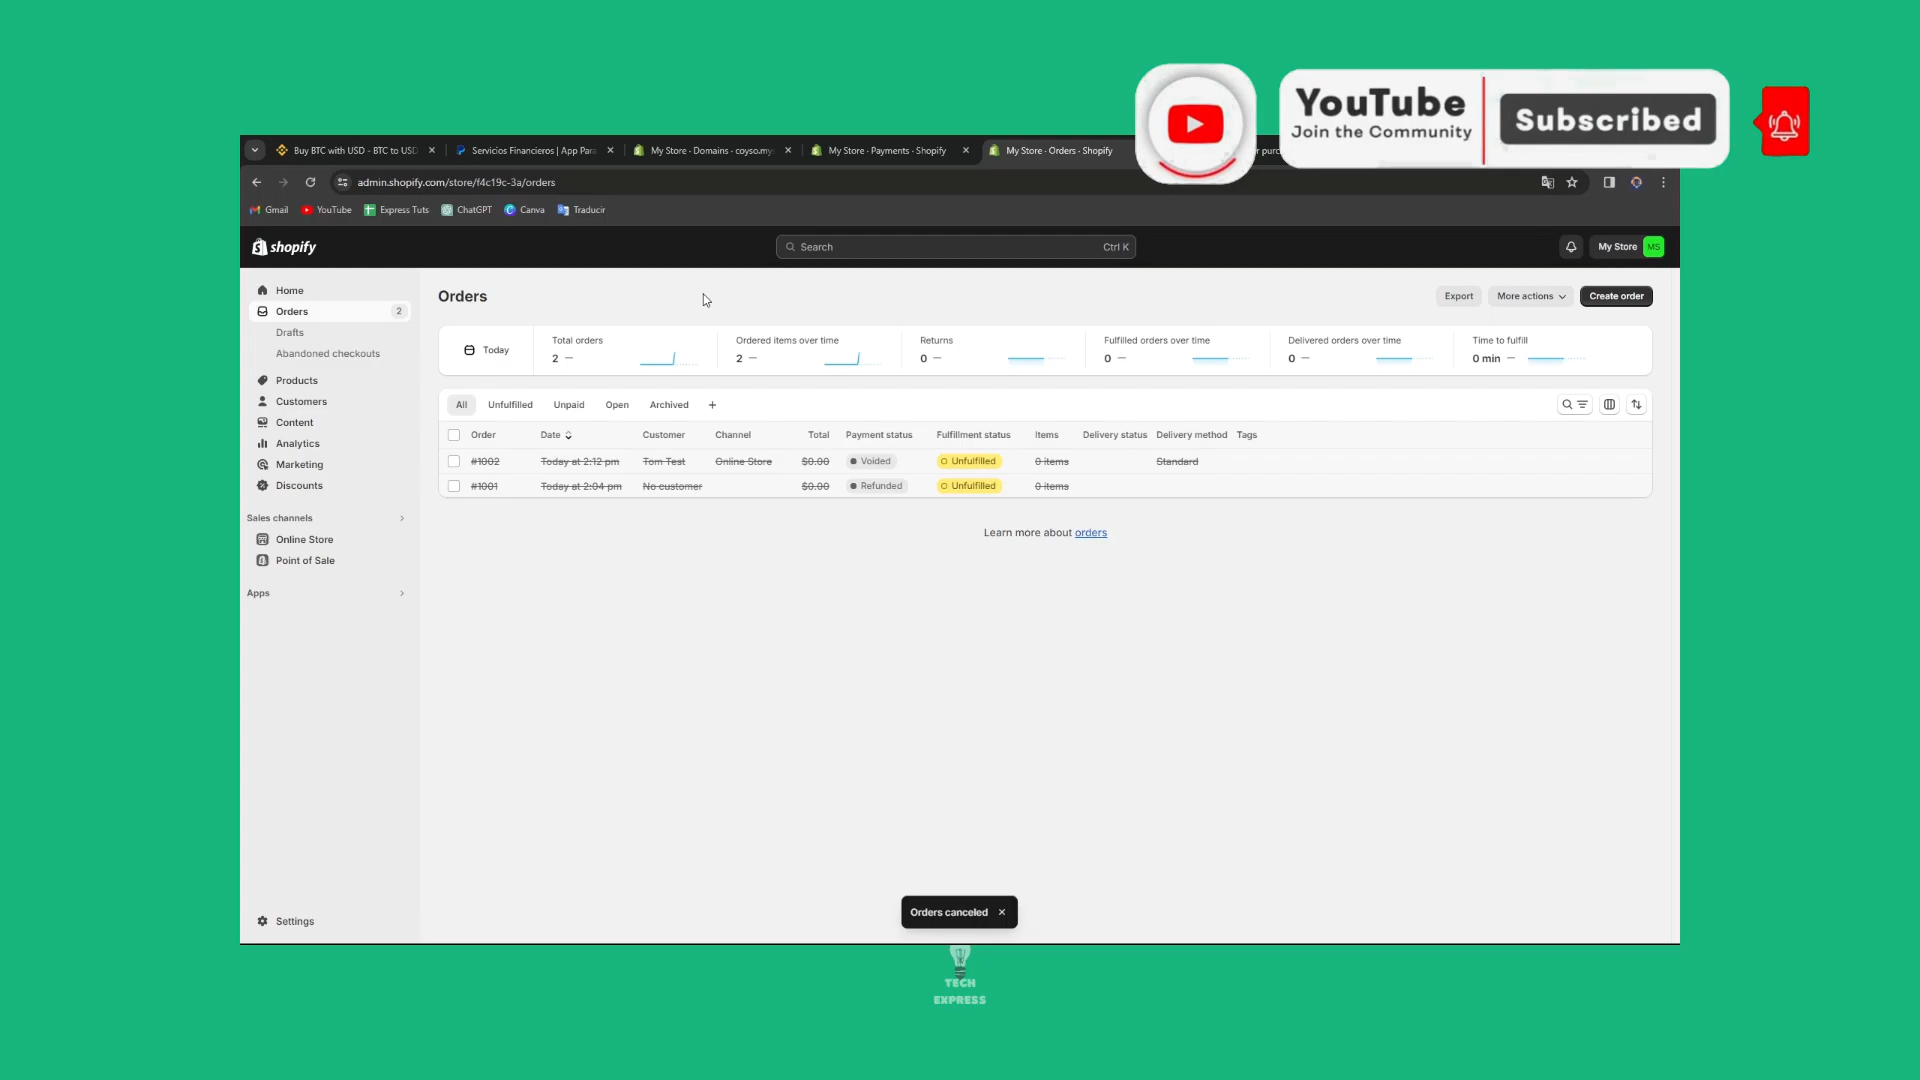 YouTube
Join the Community
Subscribed
Buy BTC with USD - BTC to USD
Servicios Financieros | App Para
My Store · Domains · coyso.mys
My Store · Payments · Shopify
My Store · Orders · Shopify
r purc
admin.shopify.com/store/f4c19c-3a/orders
Gmail
YouTube
Express Tuts
ChatGPT
Canva
Traducir
shopify
Search
Ctrl K
My Store
MS
Home
Orders
2
Drafts
Abandoned checkouts
Products
Customers
Content
Analytics
Marketing
Discounts
Sales channels
Online Store
Point of Sale
Apps
Settings
Orders
Export
More actions
Create order
Today
Total orders
2 —
Ordered items over time
2 —
Returns
0 —
Fulfilled orders over time
0 —
Delivered orders over time
0 —
Time to fulfill
0 min —
All Unfulfilled Unpaid Open Archived +
Order Date Customer Channel Total Payment status Fulfillment status Items Delivery status Delivery method Tags
#1002 Today at 2:12 pm Tom Test Online Store $0.00 Voided Unfulfilled 0 items Standard
#1001 Today at 2:04 pm No customer $0.00 Refunded Unfulfilled 0 items
Learn more about orders
Orders canceled
TECH
EXPRESS